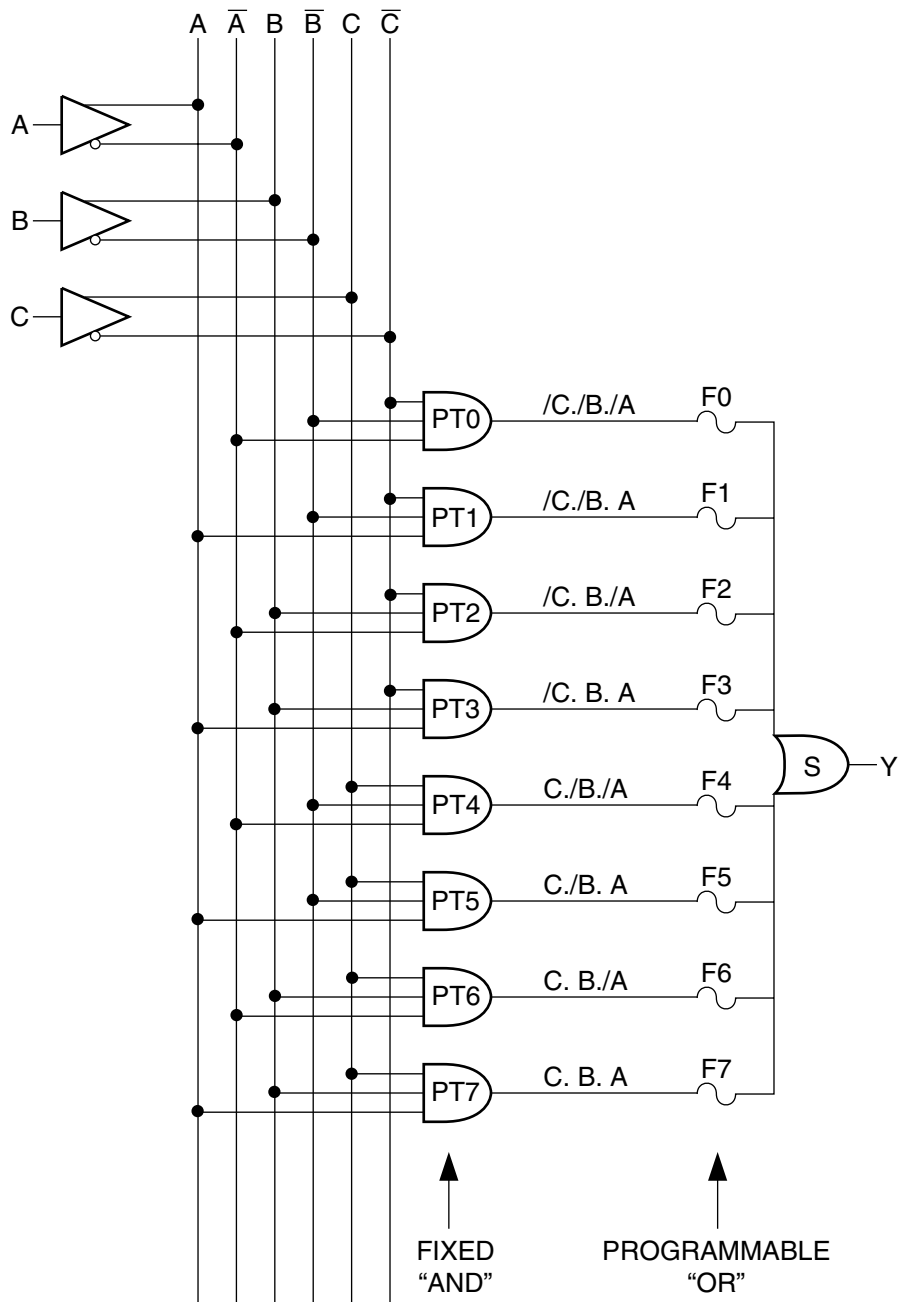 A A̅ B B̅ C C̅
A
B
C
PT0 /C./B./A F0
PT1 /C./B. A F1
PT2 /C. B./A F2
PT3 /C. B. A F3
S Y
PT4 C./B./A F4
PT5 C./B. A F5
PT6 C. B./A F6
PT7 C. B. A F7
FIXED
“AND”
PROGRAMMABLE
“OR”